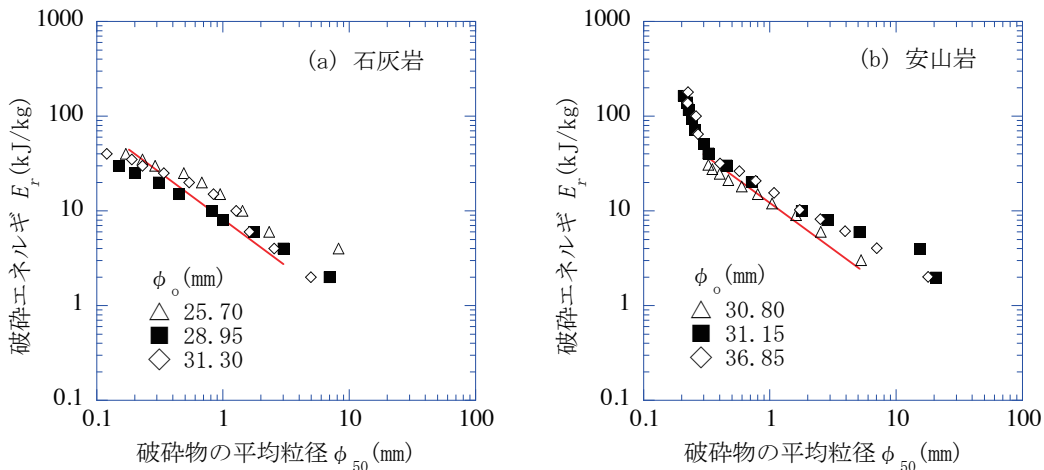 1000
100
10
1
0.1
破砕エネルギ E_r(kJ/kg)
(a) 石灰岩
φ_o(mm)
△ 25.70
■ 28.95
◇ 31.30
0.1 1 10 100
破砕物の平均粒径 φ_50(mm)
1000
100
10
1
0.1
破砕エネルギ E_r(kJ/kg)
(b) 安山岩
φ_o(mm)
△ 30.80
■ 31.15
◇ 36.85
0.1 1 10 100
破砕物の平均粒径 φ_50(mm)